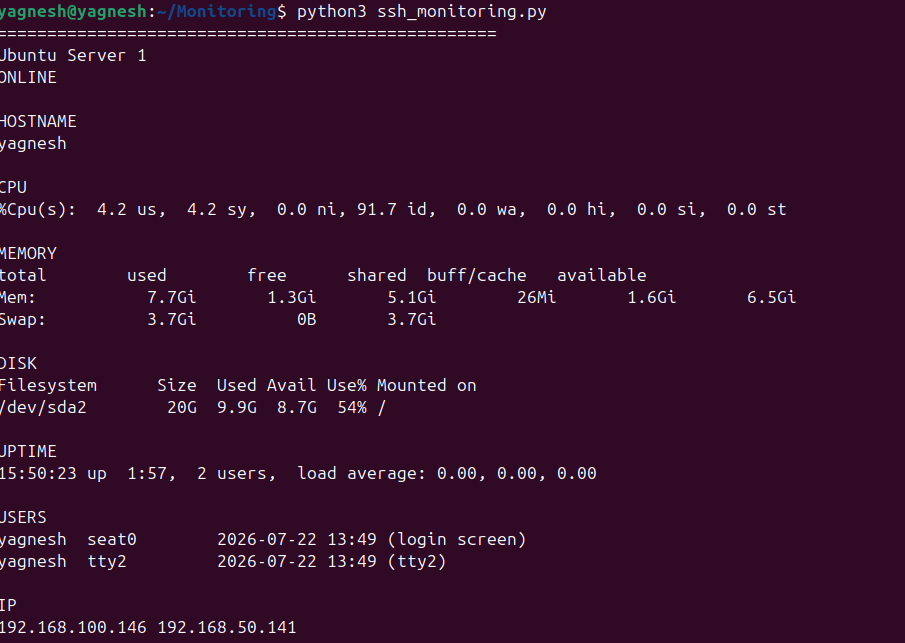 yagnesh@yagnesh:~/Monitoring$ python3 ssh_monitoring.py
==================================================
Ubuntu Server 1
ONLINE
HOSTNAME
yagnesh
CPU
%Cpu(s):  4.2 us,  4.2 sy,  0.0 ni, 91.7 id,  0.0 wa,  0.0 hi,  0.0 si,  0.0 st
MEMORY
total        used        free      shared  buff/cache   available
Mem:           7.7Gi       1.3Gi       5.1Gi        26Mi       1.6Gi       6.5Gi
Swap:          3.7Gi          0B       3.7Gi
DISK
Filesystem      Size  Used Avail Use% Mounted on
/dev/sda2        20G  9.9G  8.7G  54% /
UPTIME
15:50:23 up  1:57,  2 users,  load average: 0.00, 0.00, 0.00
USERS
yagnesh  seat0        2026-07-22 13:49 (login screen)
yagnesh  tty2         2026-07-22 13:49 (tty2)
IP
192.168.100.146 192.168.50.141